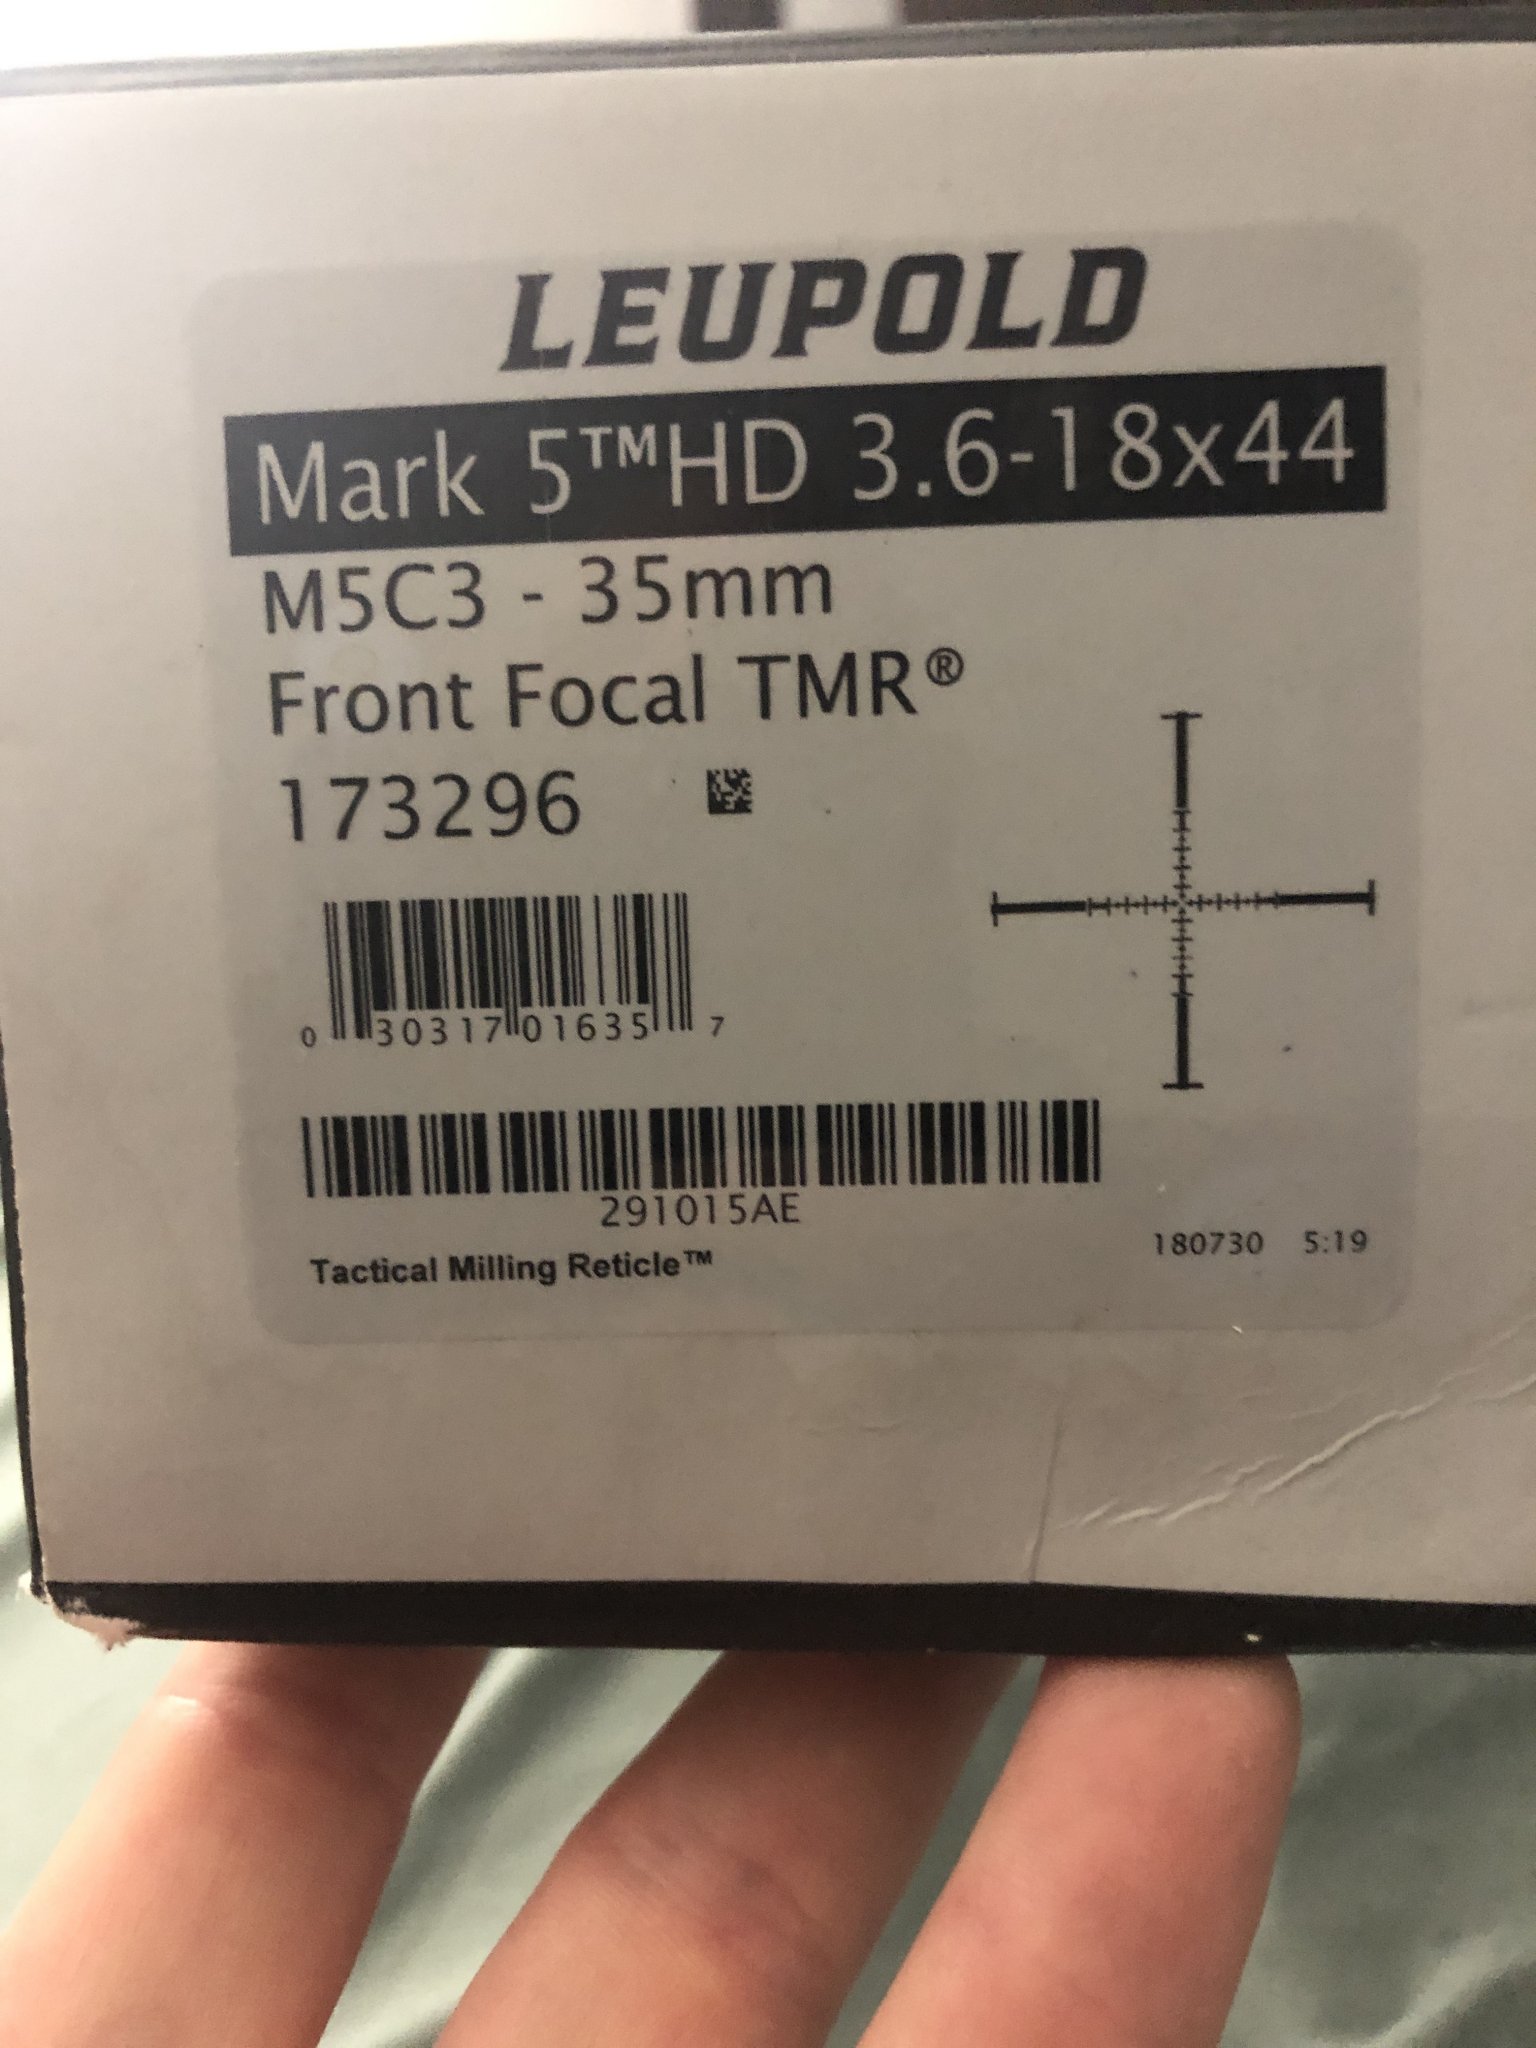 LEUPOLD
Mark 5™HD 3.6-18x44
M5C3 - 35mm
Front Focal TMR®
173296
0 30317 01635 7
291015AE
Tactical Milling Reticle™
180730 5:19